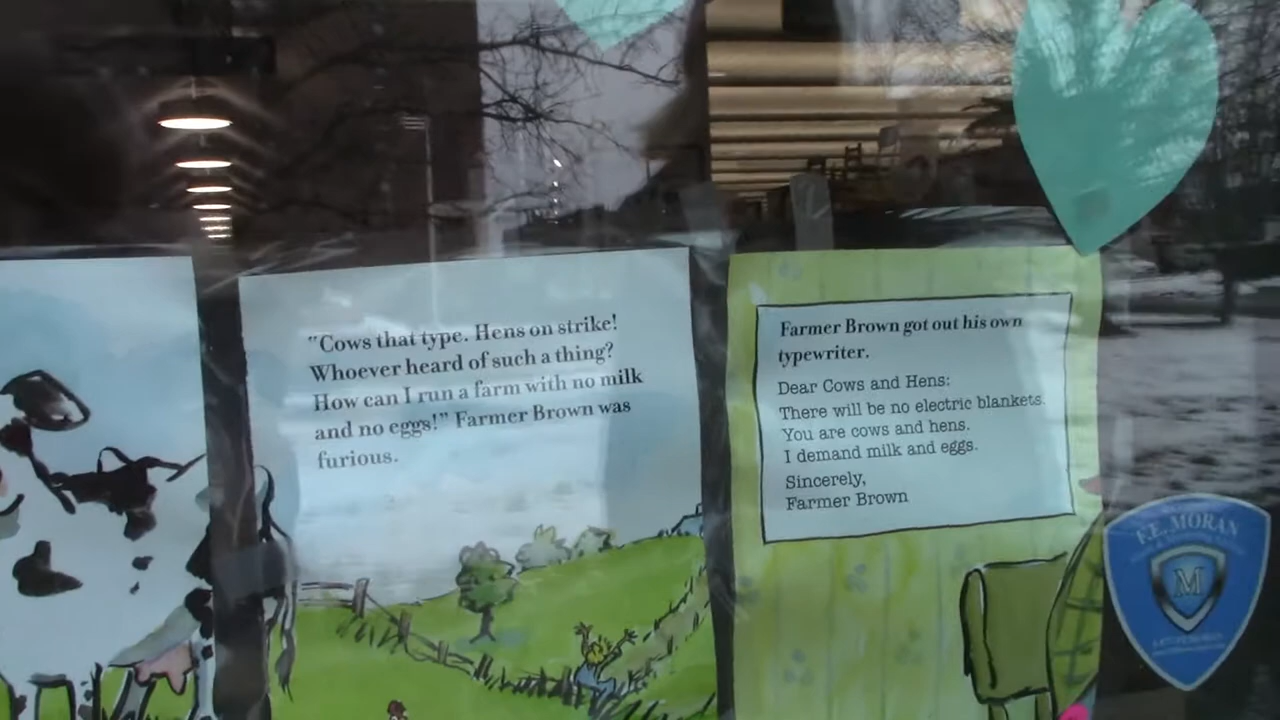 “Cows that type. Hens on strike!
Whoever heard of such a thing?
How can I run a farm with no milk
and no eggs!” Farmer Brown was
furious.
Farmer Brown got out his own
typewriter.
Dear Cows and Hens:
There will be no electric blankets.
You are cows and hens.
I demand milk and eggs.
Sincerely,
Farmer Brown
F.E. MORAN
M